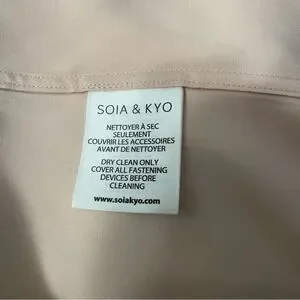 SOIA & KYO
NETTOYER À SEC
SEULEMENT
COUVRIR LES ACCESSOIRES
AVANT DE NETTOYER
DRY CLEAN ONLY
COVER ALL FASTENING
DEVICES BEFORE
CLEANING
www.soiakyo.com